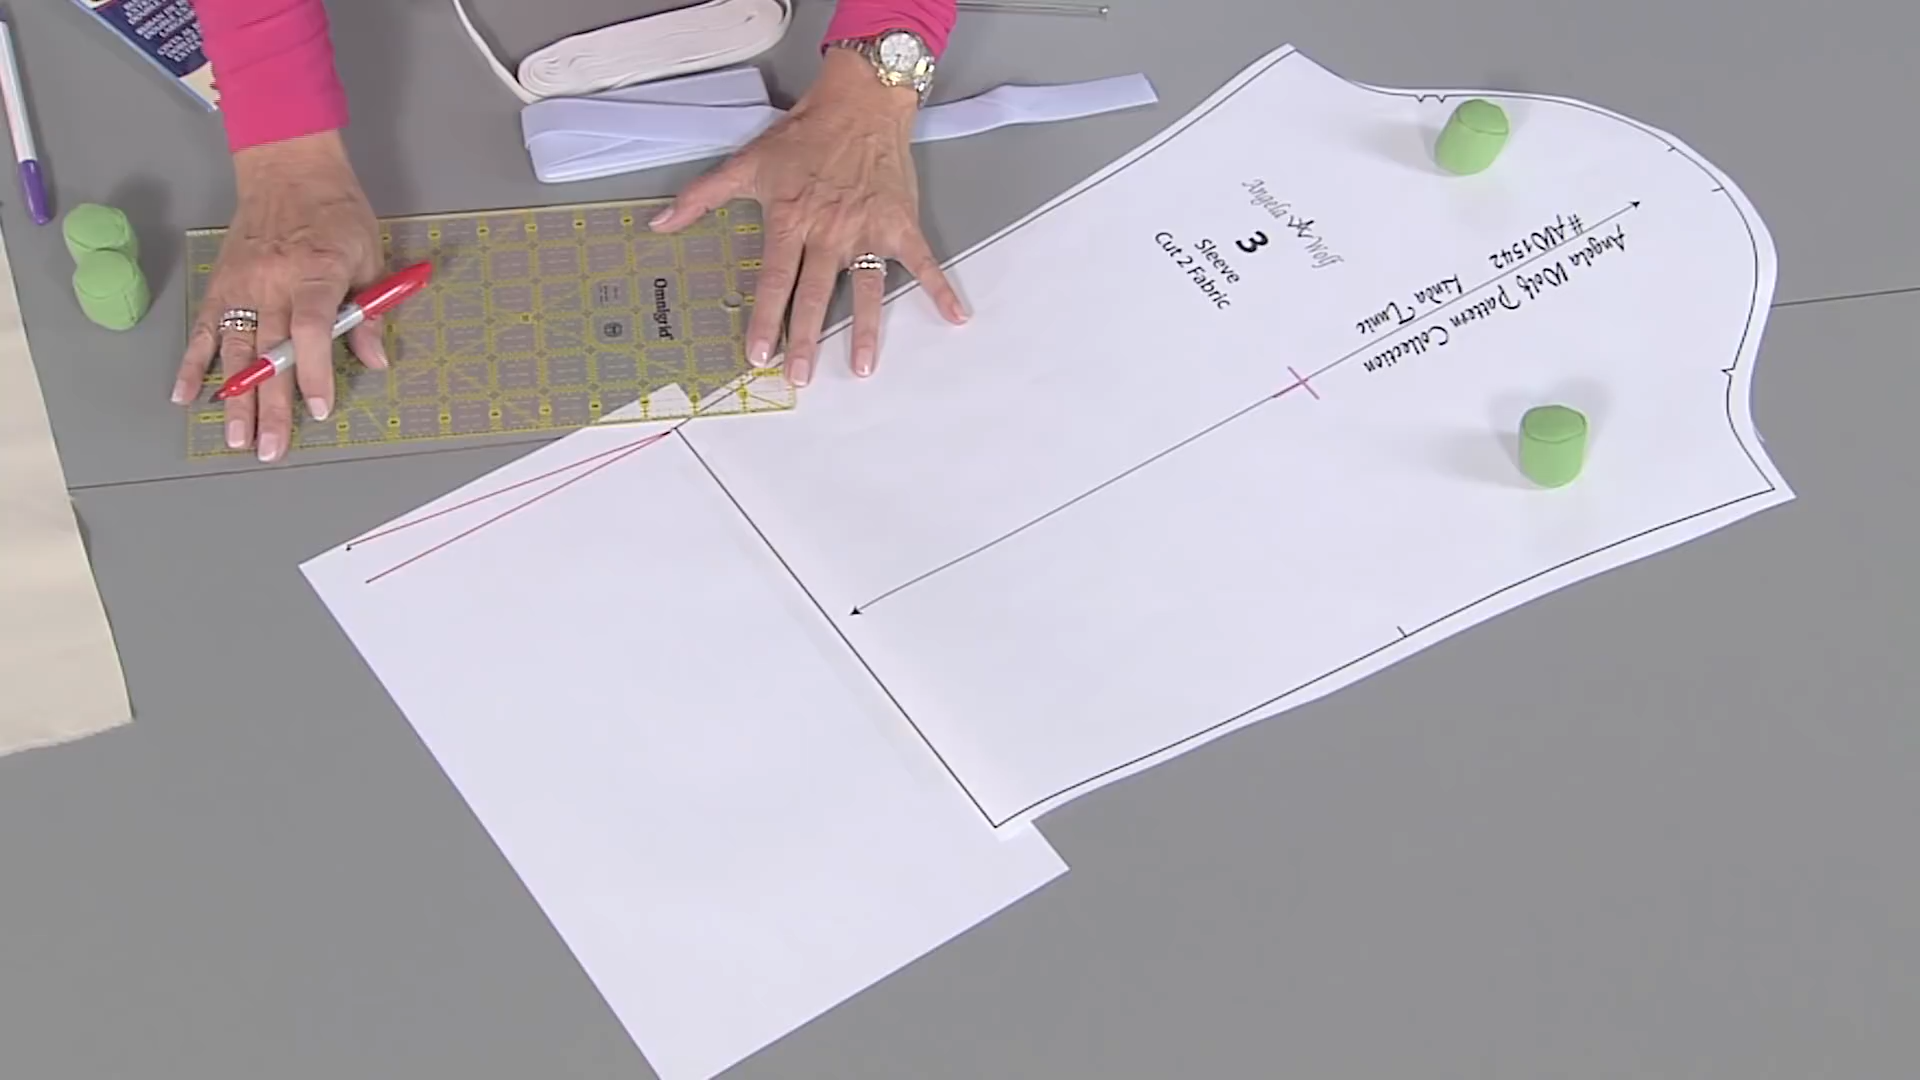 Angela Wolf
3
Sleeve
Cut 2 Fabric
#AW1542
Angela Wolf Pattern Collection
Linda Tunic
Omnigrid